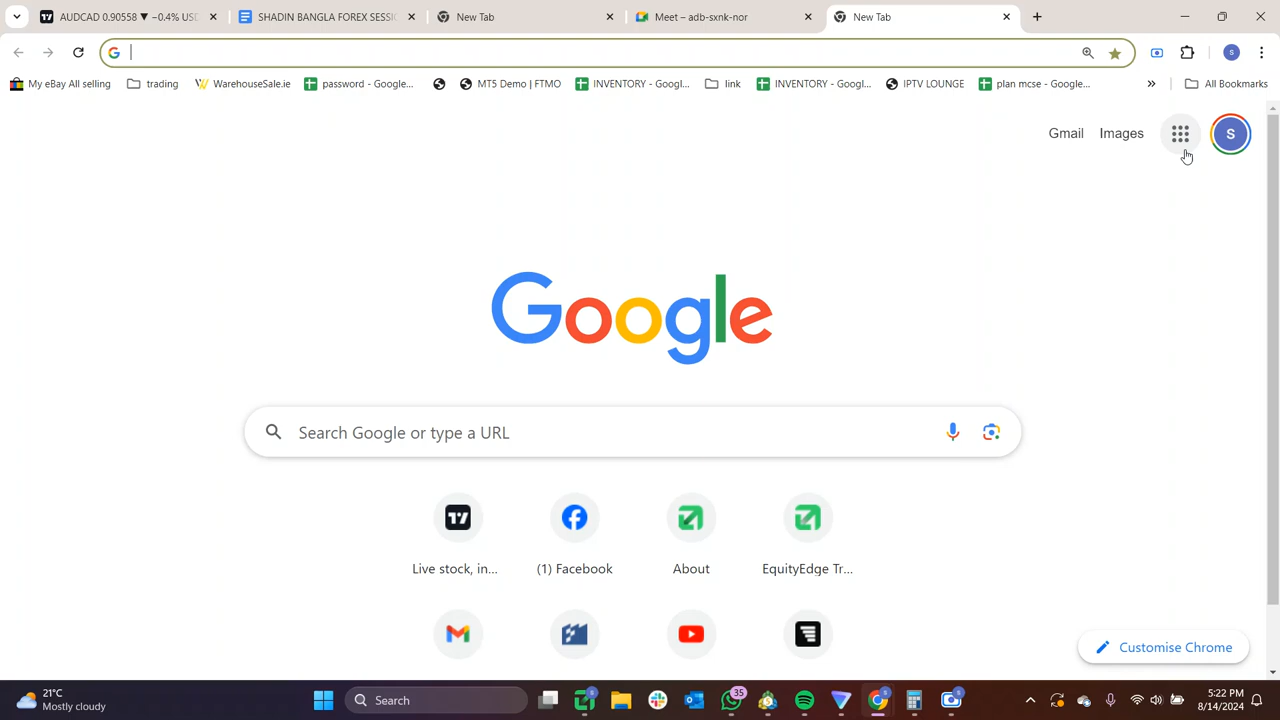 AUDCAD 0.90558 ▼ −0.4% USD
SHADIN BANGLA FOREX SESSI
New Tab
Meet – adb-sxnk-nor
New Tab
My eBay All selling
trading
WarehouseSale.ie
password - Google...
MT5 Demo | FTMO
INVENTORY - Googl...
link
INVENTORY - Googl...
IPTV LOUNGE
plan mcse - Google...
All Bookmarks
Gmail
Images
S
Google
Search Google or type a URL
Live stock, in...
(1) Facebook
About
EquityEdge Tr...
Customise Chrome
21°C
Mostly cloudy
Search
35
5:22 PM
8/14/2024